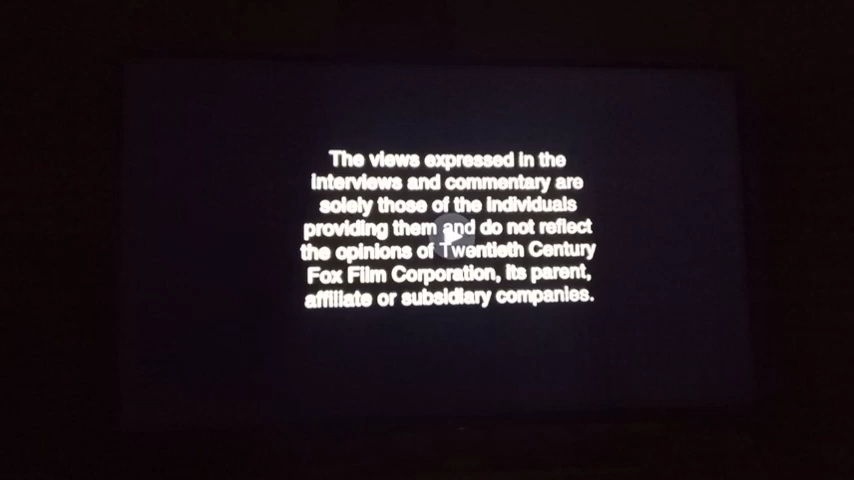 The views expressed in the
interviews and commentary are
solely those of the individuals
providing them and do not reflect
the opinions of Twentieth Century
Fox Film Corporation, its parent,
affiliate or subsidiary companies.